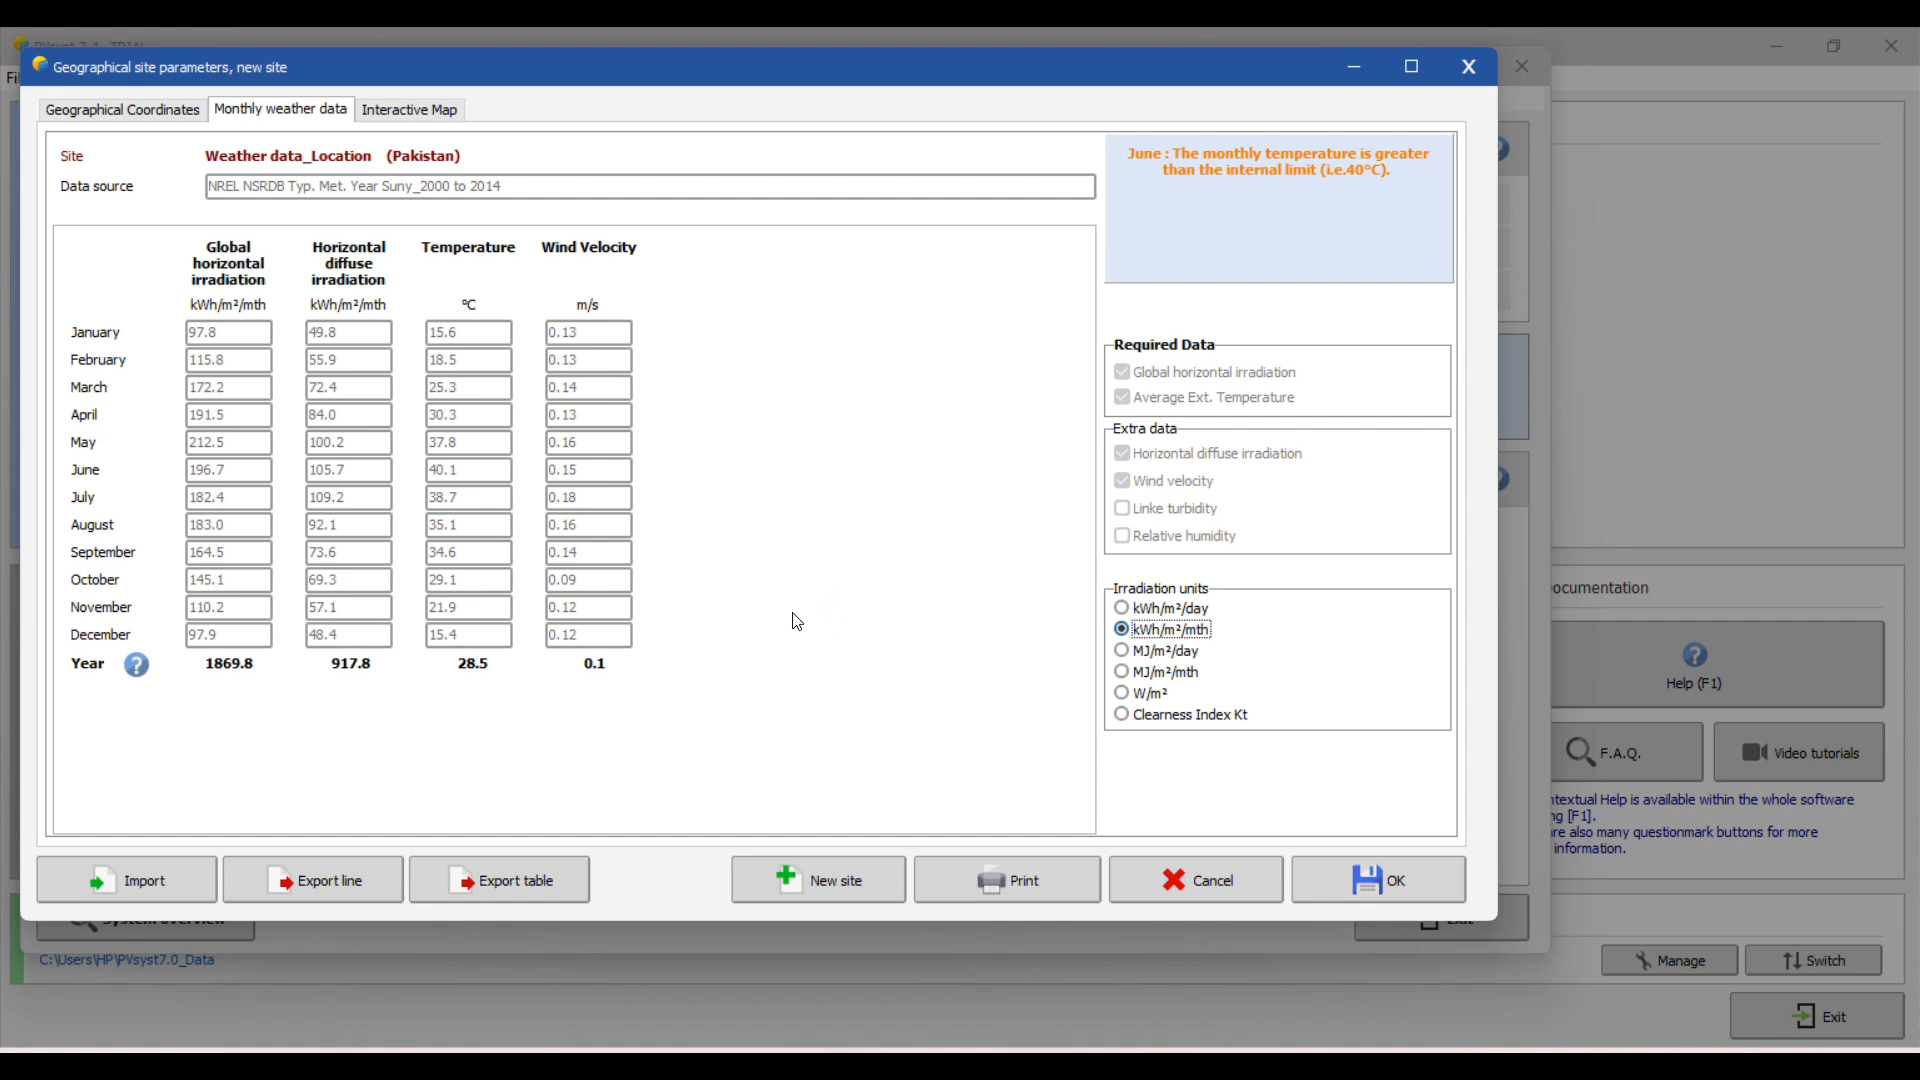 Geographical site parameters, new site
Geographical Coordinates Monthly weather data Interactive Map
Site Weather data_Location (Pakistan)
Data source NREL NSRDB Typ. Met. Year Suny_2000 to 2014
June : The monthly temperature is greater
than the internal limit (i.e.40°C).
Global Horizontal Temperature Wind Velocity
horizontal diffuse
irradiation irradiation
kWh/m²/mth kWh/m²/mth °C m/s
January 97.8 49.8 15.6 0.13
February 115.8 55.9 18.5 0.13
March 172.2 72.4 25.3 0.14
April 191.5 84.0 30.3 0.13
May 212.5 100.2 37.8 0.16
June 196.7 105.7 40.1 0.15
July 182.4 109.2 38.7 0.18
August 183.0 92.1 35.1 0.16
September 164.5 73.6 34.6 0.14
October 145.1 69.3 29.1 0.09
November 110.2 57.1 21.9 0.12
December 97.9 48.4 15.4 0.12
Year ? 1869.8 917.8 28.5 0.1
Required Data
Global horizontal irradiation
Average Ext. Temperature
Extra data
Horizontal diffuse irradiation
Wind velocity
Linke turbidity
Relative humidity
Irradiation units
kWh/m²/day
kWh/m²/mth
MJ/m²/day
MJ/m²/mth
W/m²
Clearness Index Kt
Import Export line Export table New site Print Cancel OK
ocumentation
Help (F1)
F.A.Q. Video tutorials
textual Help is available within the whole software
g [F1].
re also many questionmark buttons for more
information.
C:\Users\HP\PVsyst7.0_Data
Manage Switch
Exit